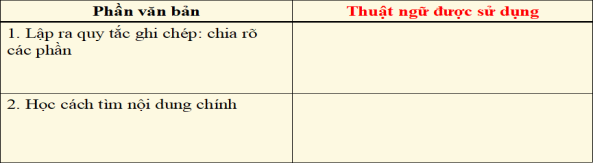 Phần văn bản
Thuật ngữ được sử dụng
1. Lập ra quy tắc ghi chép: chia rõ
các phần
2. Học cách tìm nội dung chính